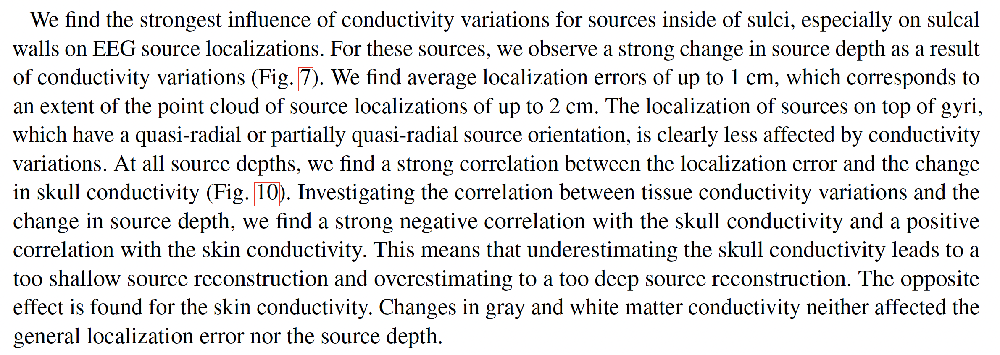 We find the strongest influence of conductivity variations for sources inside of sulci, especially on sulcal
walls on EEG source localizations. For these sources, we observe a strong change in source depth as a result
of conductivity variations (Fig. 7). We find average localization errors of up to 1 cm, which corresponds to
an extent of the point cloud of source localizations of up to 2 cm. The localization of sources on top of gyri,
which have a quasi-radial or partially quasi-radial source orientation, is clearly less affected by conductivity
variations. At all source depths, we find a strong correlation between the localization error and the change
in skull conductivity (Fig. 10). Investigating the correlation between tissue conductivity variations and the
change in source depth, we find a strong negative correlation with the skull conductivity and a positive
correlation with the skin conductivity. This means that underestimating the skull conductivity leads to a
too shallow source reconstruction and overestimating to a too deep source reconstruction. The opposite
effect is found for the skin conductivity. Changes in gray and white matter conductivity neither affected the
general localization error nor the source depth.